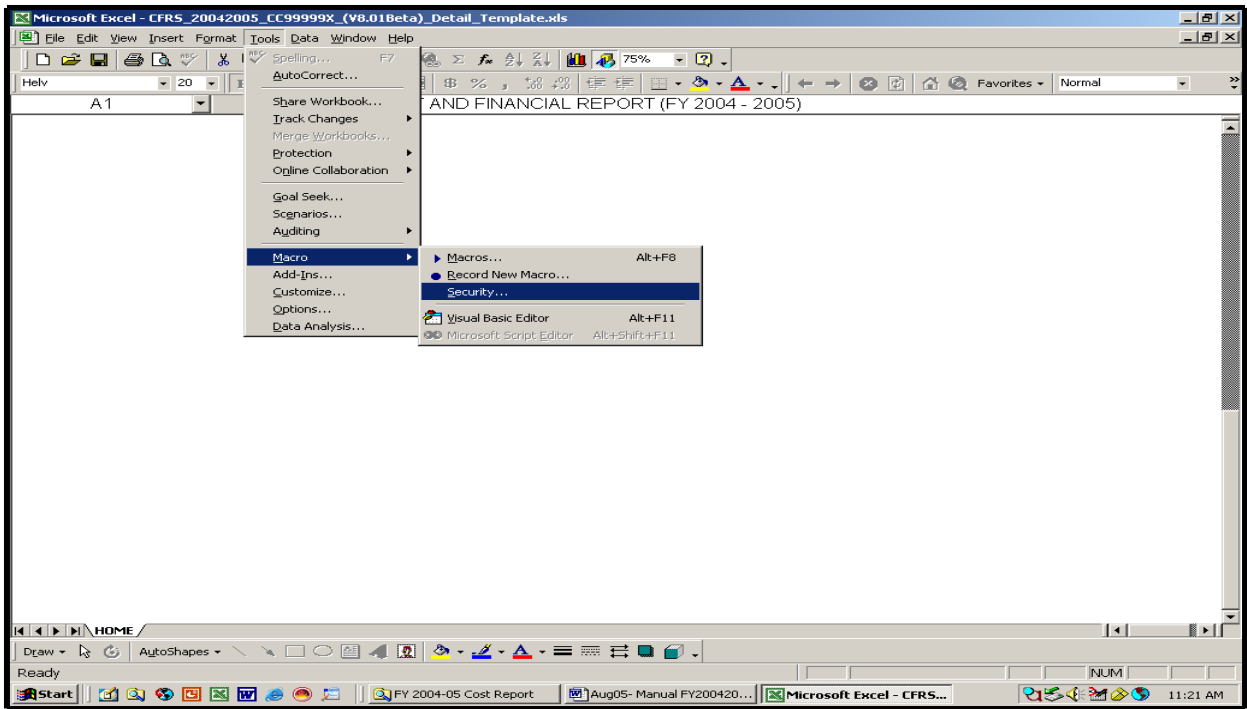 Microsoft Excel - CFRS_20042005_CC99999X_(V8.01Beta)_Detail_Template.xls
File Edit View Insert Format Tools Data Window Help
75%
Helv 20 Favorites Normal
A1 AND FINANCIAL REPORT (FY 2004 - 2005)
Spelling... F7
AutoCorrect...
Share Workbook...
Track Changes
Merge Workbooks...
Protection
Online Collaboration
Goal Seek...
Scenarios...
Auditing
Macro
Add-Ins...
Customize...
Options...
Data Analysis...
Macros... Alt+F8
Record New Macro...
Security...
Visual Basic Editor Alt+F11
Microsoft Script Editor Alt+Shift+F11
HOME
Draw AutoShapes
Ready NUM
Start FY 2004-05 Cost Report Aug05- Manual FY200420... Microsoft Excel - CFRS... 11:21 AM